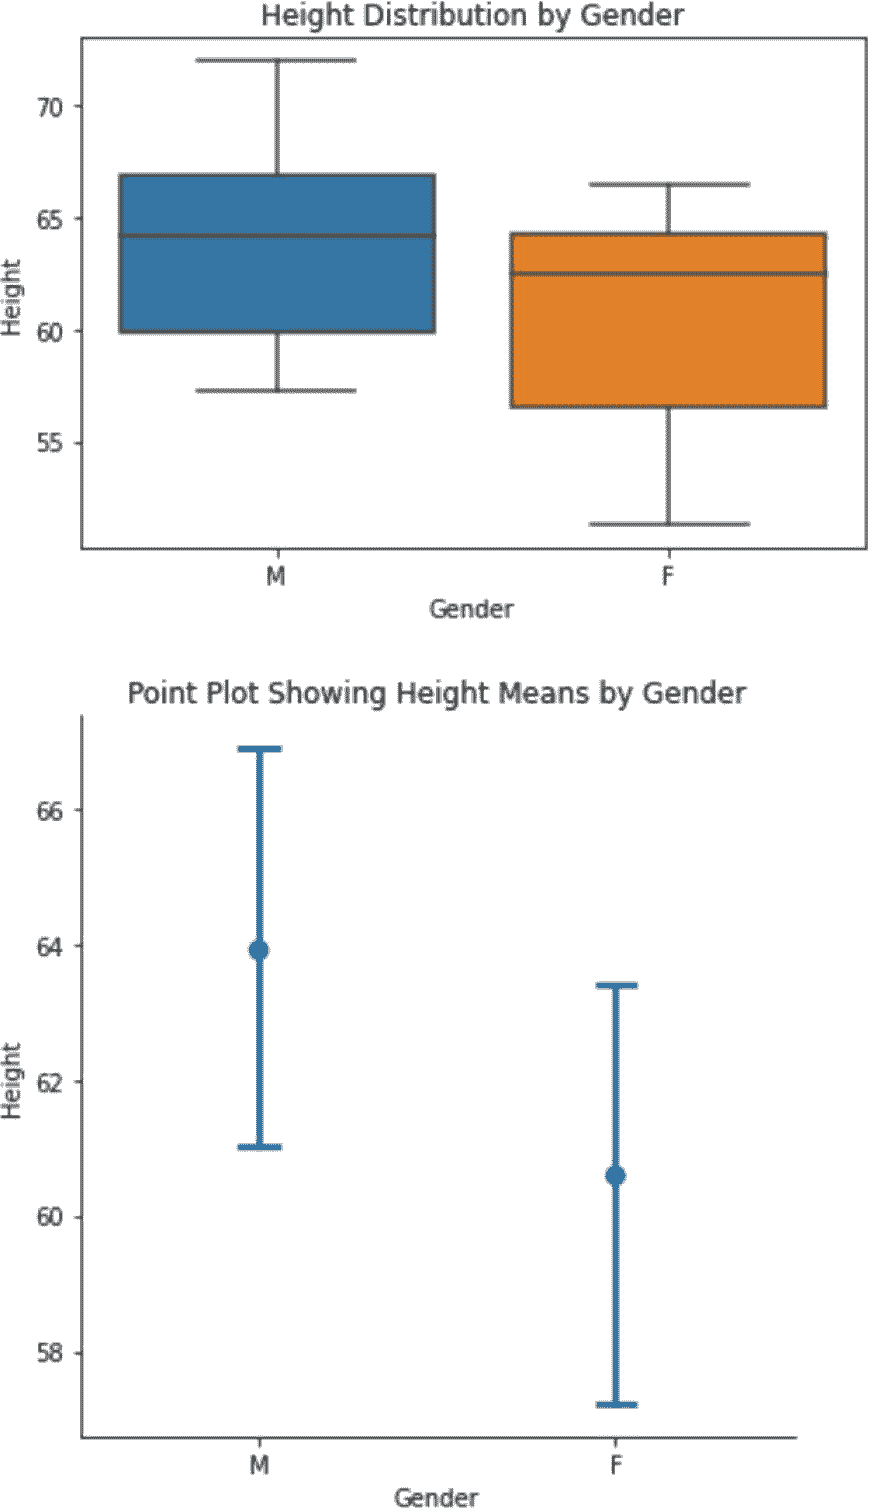 Height Distribution by Gender
70
65
60
55
Height
M F
Gender
Point Plot Showing Height Means by Gender
66
64
62
60
58
Height
M F
Gender